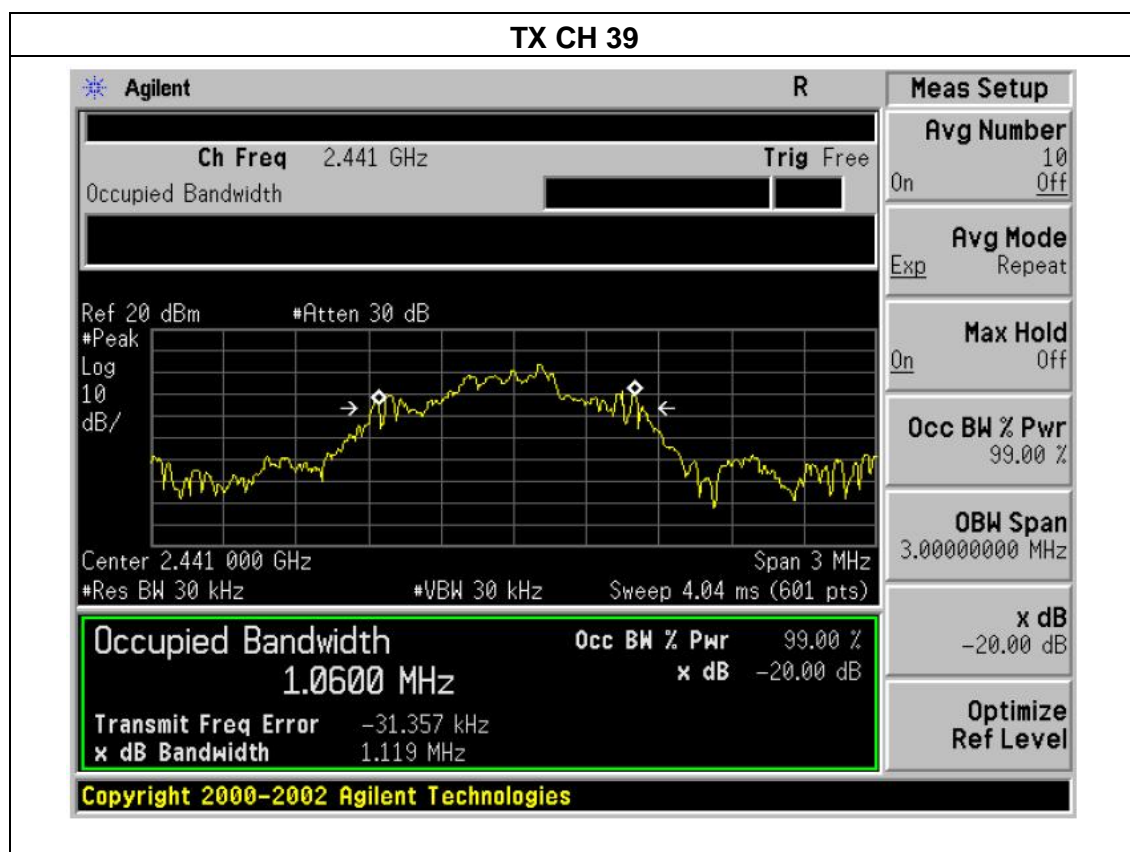 TX CH 39
Agilent R Meas Setup
Ch Freq 2.441 GHz Trig Free
Occupied Bandwidth
Avg Number
10
On Off
Avg Mode
Exp Repeat
Max Hold
On Off
Occ BW % Pwr
99.00 %
OBW Span
3.00000000 MHz
x dB
-20.00 dB
Optimize
Ref Level
Ref 20 dBm #Atten 30 dB
#Peak
Log
10
dB/
Center 2.441 000 GHz Span 3 MHz
#Res BW 30 kHz #VBW 30 kHz Sweep 4.04 ms (601 pts)
Occupied Bandwidth Occ BW % Pwr 99.00 %
1.0600 MHz x dB -20.00 dB
Transmit Freq Error -31.357 kHz
x dB Bandwidth 1.119 MHz
Copyright 2000-2002 Agilent Technologies